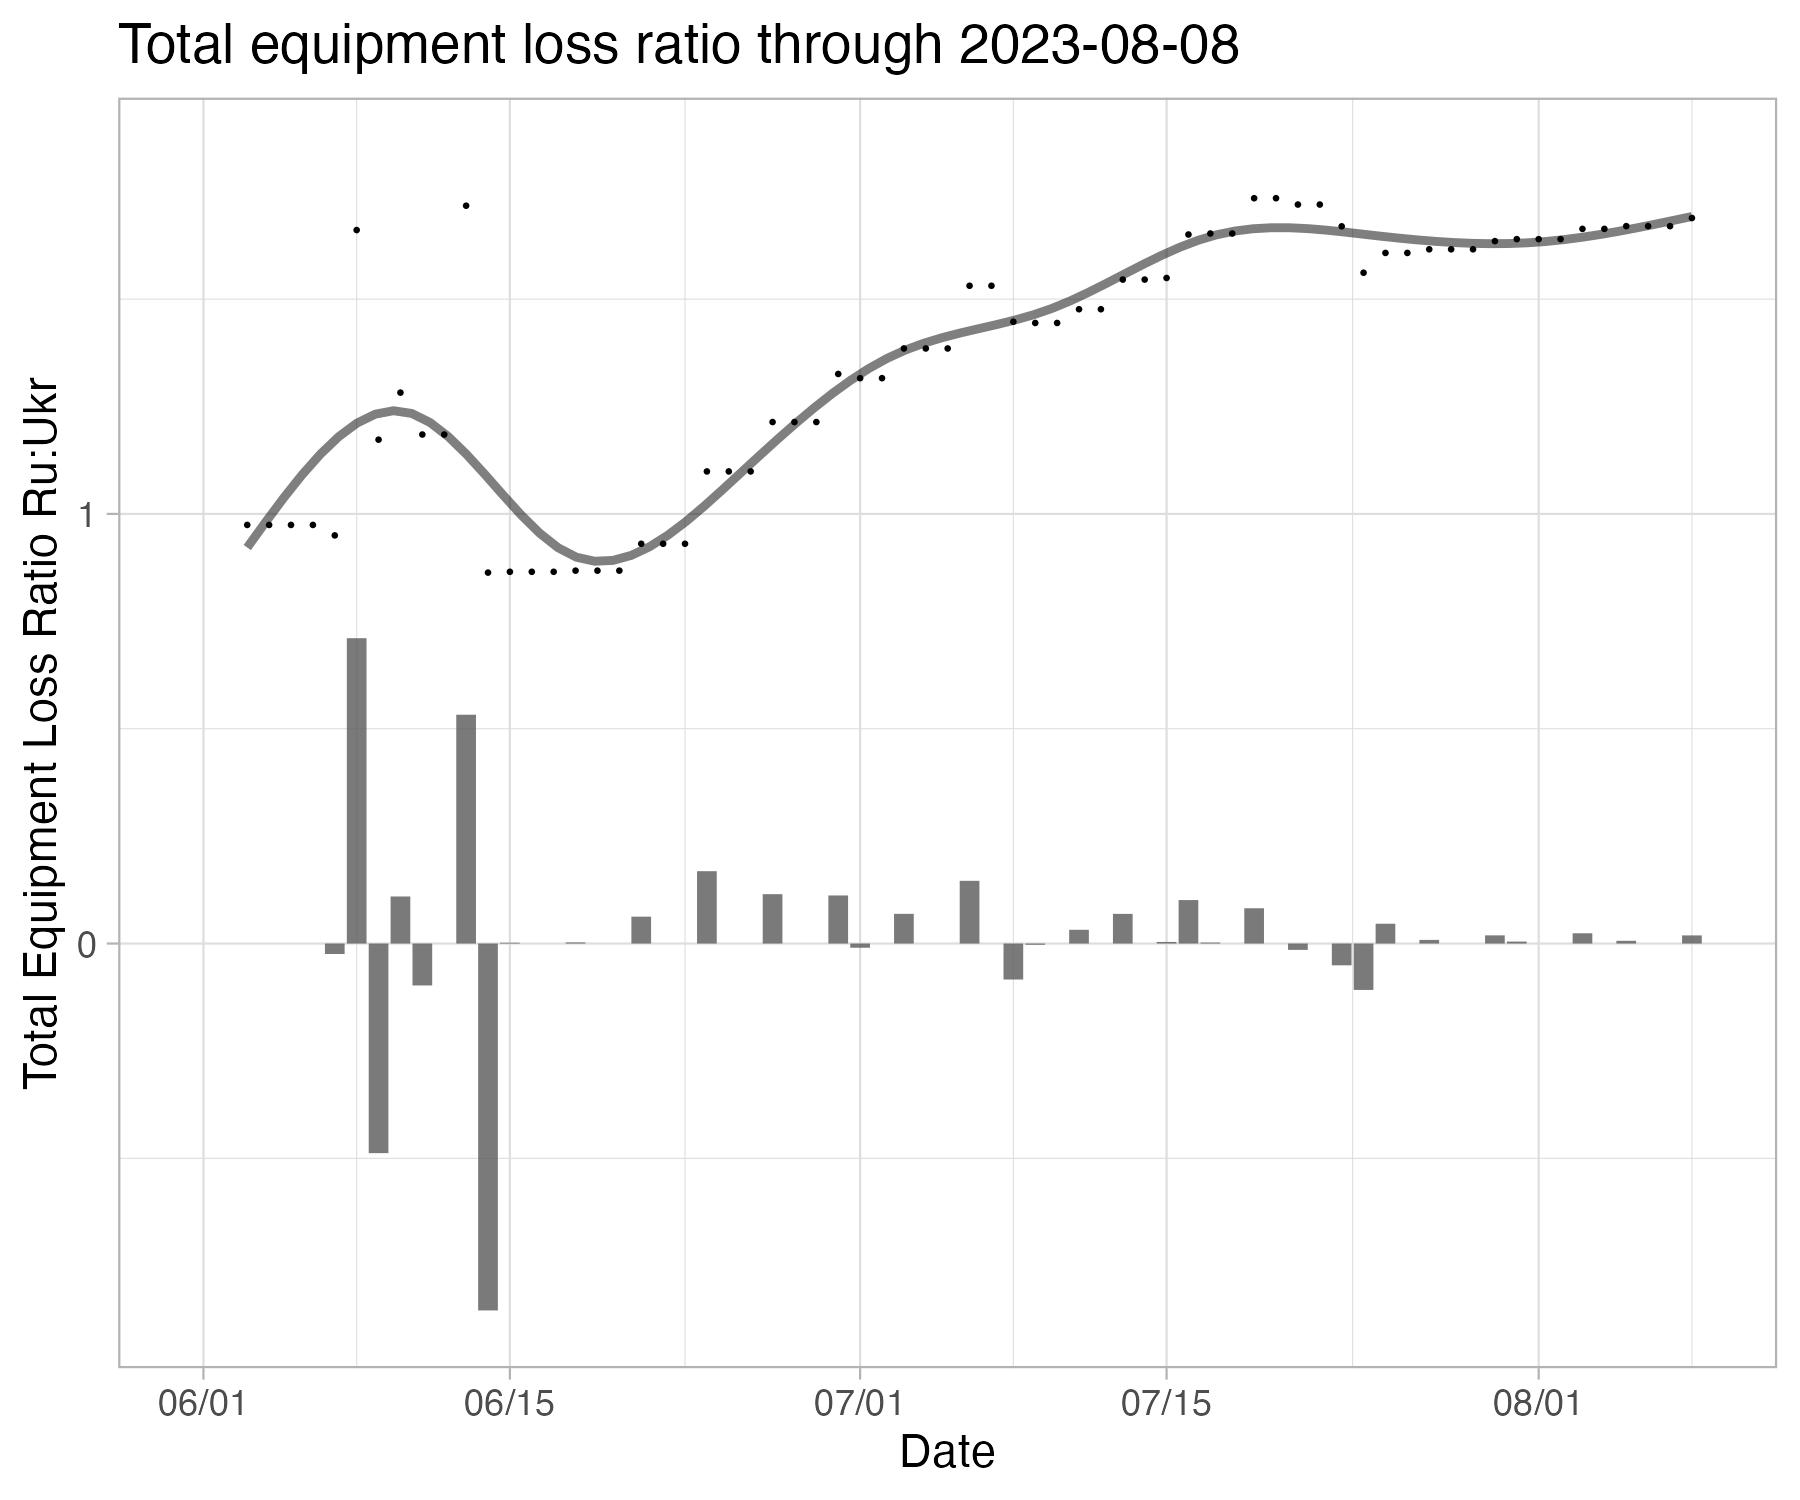 Total equipment loss ratio through 2023-08-08
Total Equipment Loss Ratio Ru:Ukr
1
0
06/01
06/15
07/01
07/15
08/01
Date